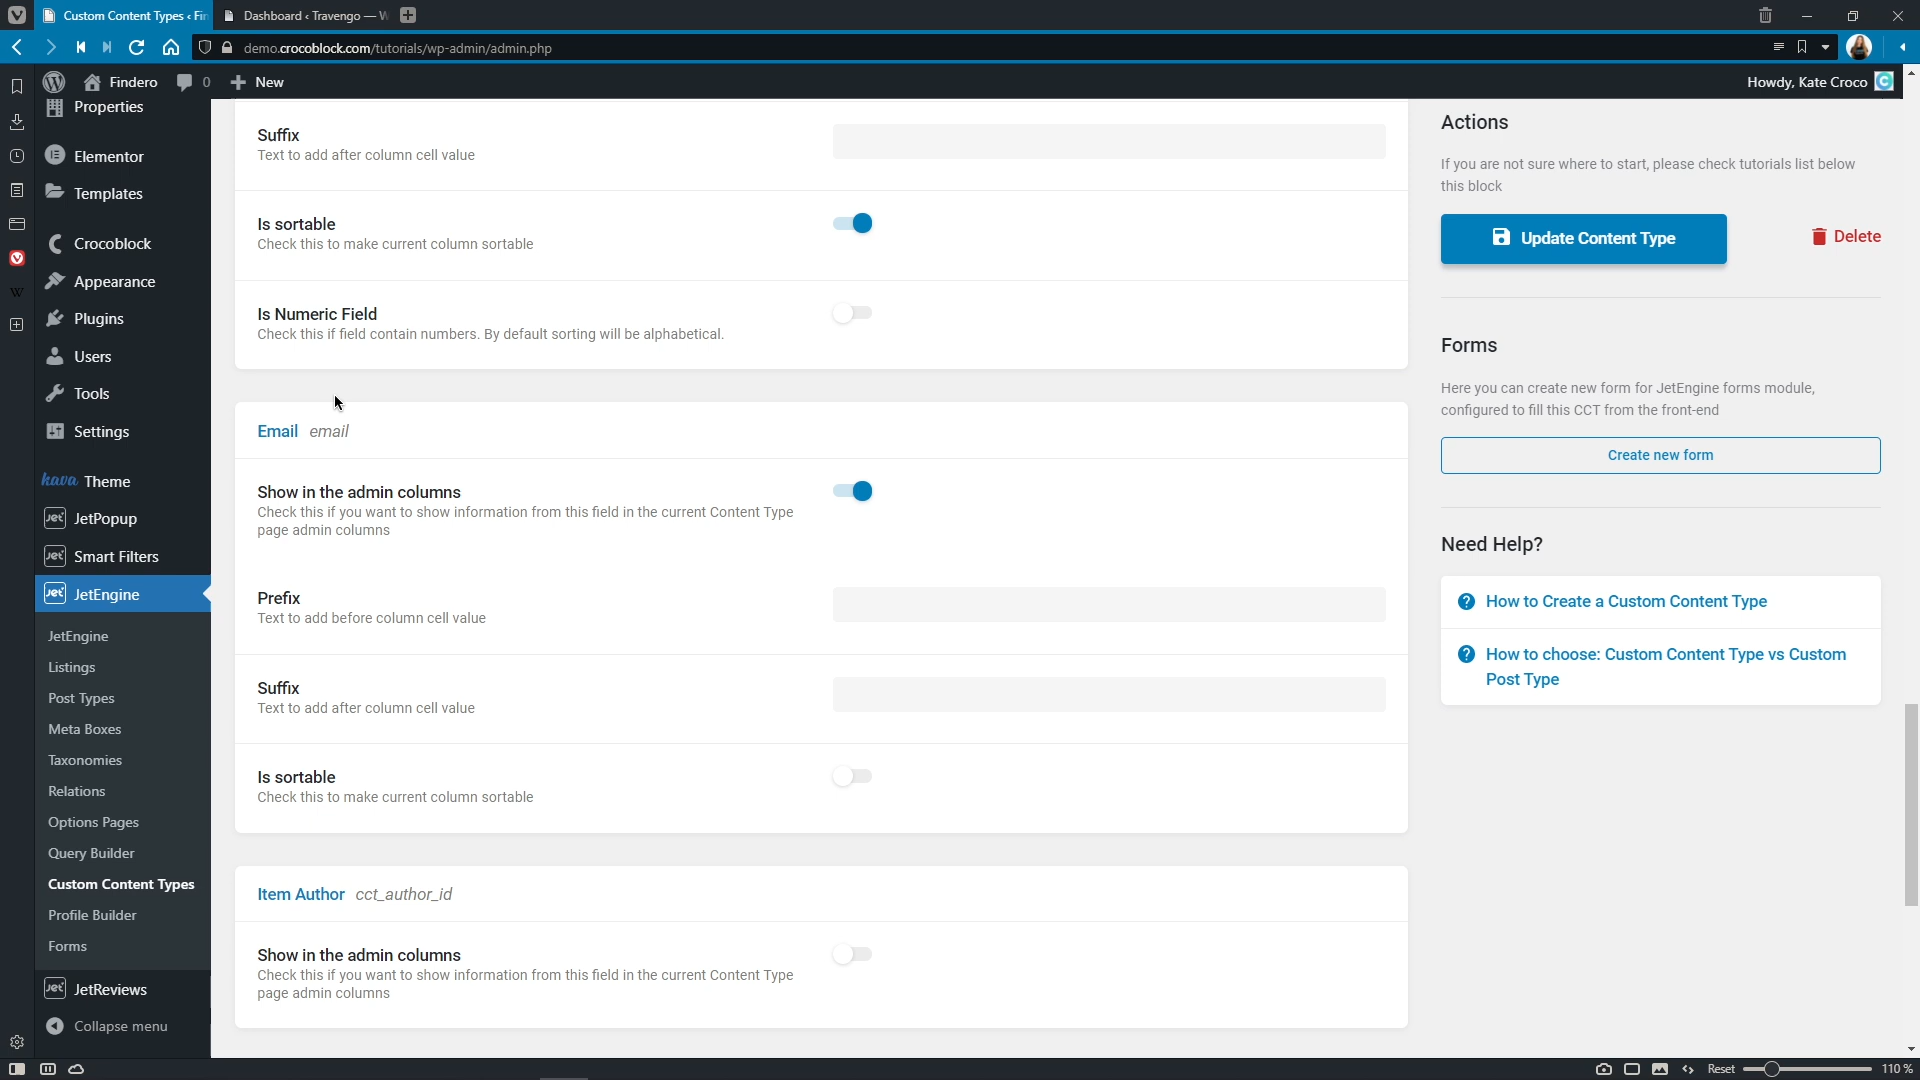 Custom Content Types ‹ Fin
Dashboard ‹ Travengo — W
demo.crocoblock.com/tutorials/wp-admin/admin.php
Findero
0
New
Howdy, Kate Croco
Properties
Elementor
Templates
Crocoblock
Appearance
Plugins
Users
Tools
Settings
kava Theme
Jet JetPopup
Jet Smart Filters
Jet JetEngine
JetEngine
Listings
Post Types
Meta Boxes
Taxonomies
Relations
Options Pages
Query Builder
Custom Content Types
Profile Builder
Forms
Jet JetReviews
Collapse menu
Suffix
Text to add after column cell value
Is sortable
Check this to make current column sortable
Is Numeric Field
Check this if field contain numbers. By default sorting will be alphabetical.
Email email
Show in the admin columns
Check this if you want to show information from this field in the current Content Type
page admin columns
Prefix
Text to add before column cell value
Suffix
Text to add after column cell value
Is sortable
Check this to make current column sortable
Item Author cct_author_id
Show in the admin columns
Check this if you want to show information from this field in the current Content Type
page admin columns
Actions
If you are not sure where to start, please check tutorials list below
this block
Update Content Type
Delete
Forms
Here you can create new form for JetEngine forms module,
configured to fill this CCT from the front-end
Create new form
Need Help?
How to Create a Custom Content Type
How to choose: Custom Content Type vs Custom
Post Type
Reset
110 %